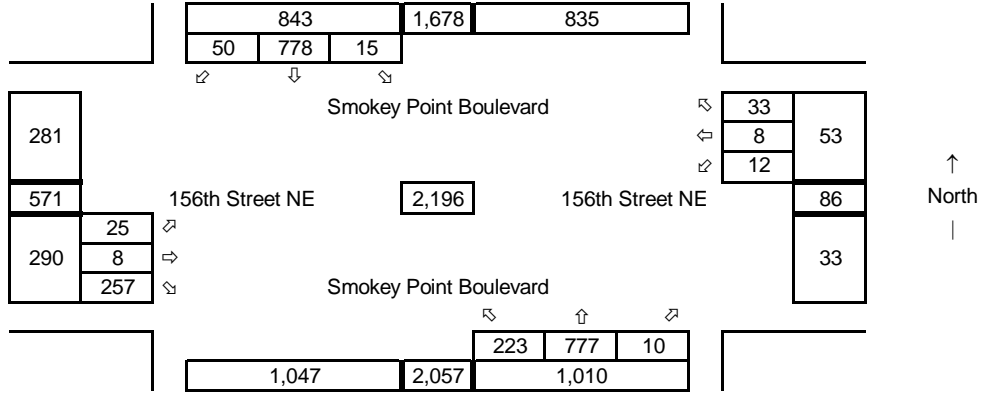 843 1,678 835
50 778 15
⬃ ⇩ ⬂
Smokey Point Boulevard ⬁ 33
281 ⇦ 8 53
⬃ 12 ↑
571 156th Street NE 2,196 156th Street NE 86 North
25 ⬀ |
290 8 ⇨ 33
257 ⬂ Smokey Point Boulevard
⬁ ⇧ ⬀
223 777 10
1,047 2,057 1,010